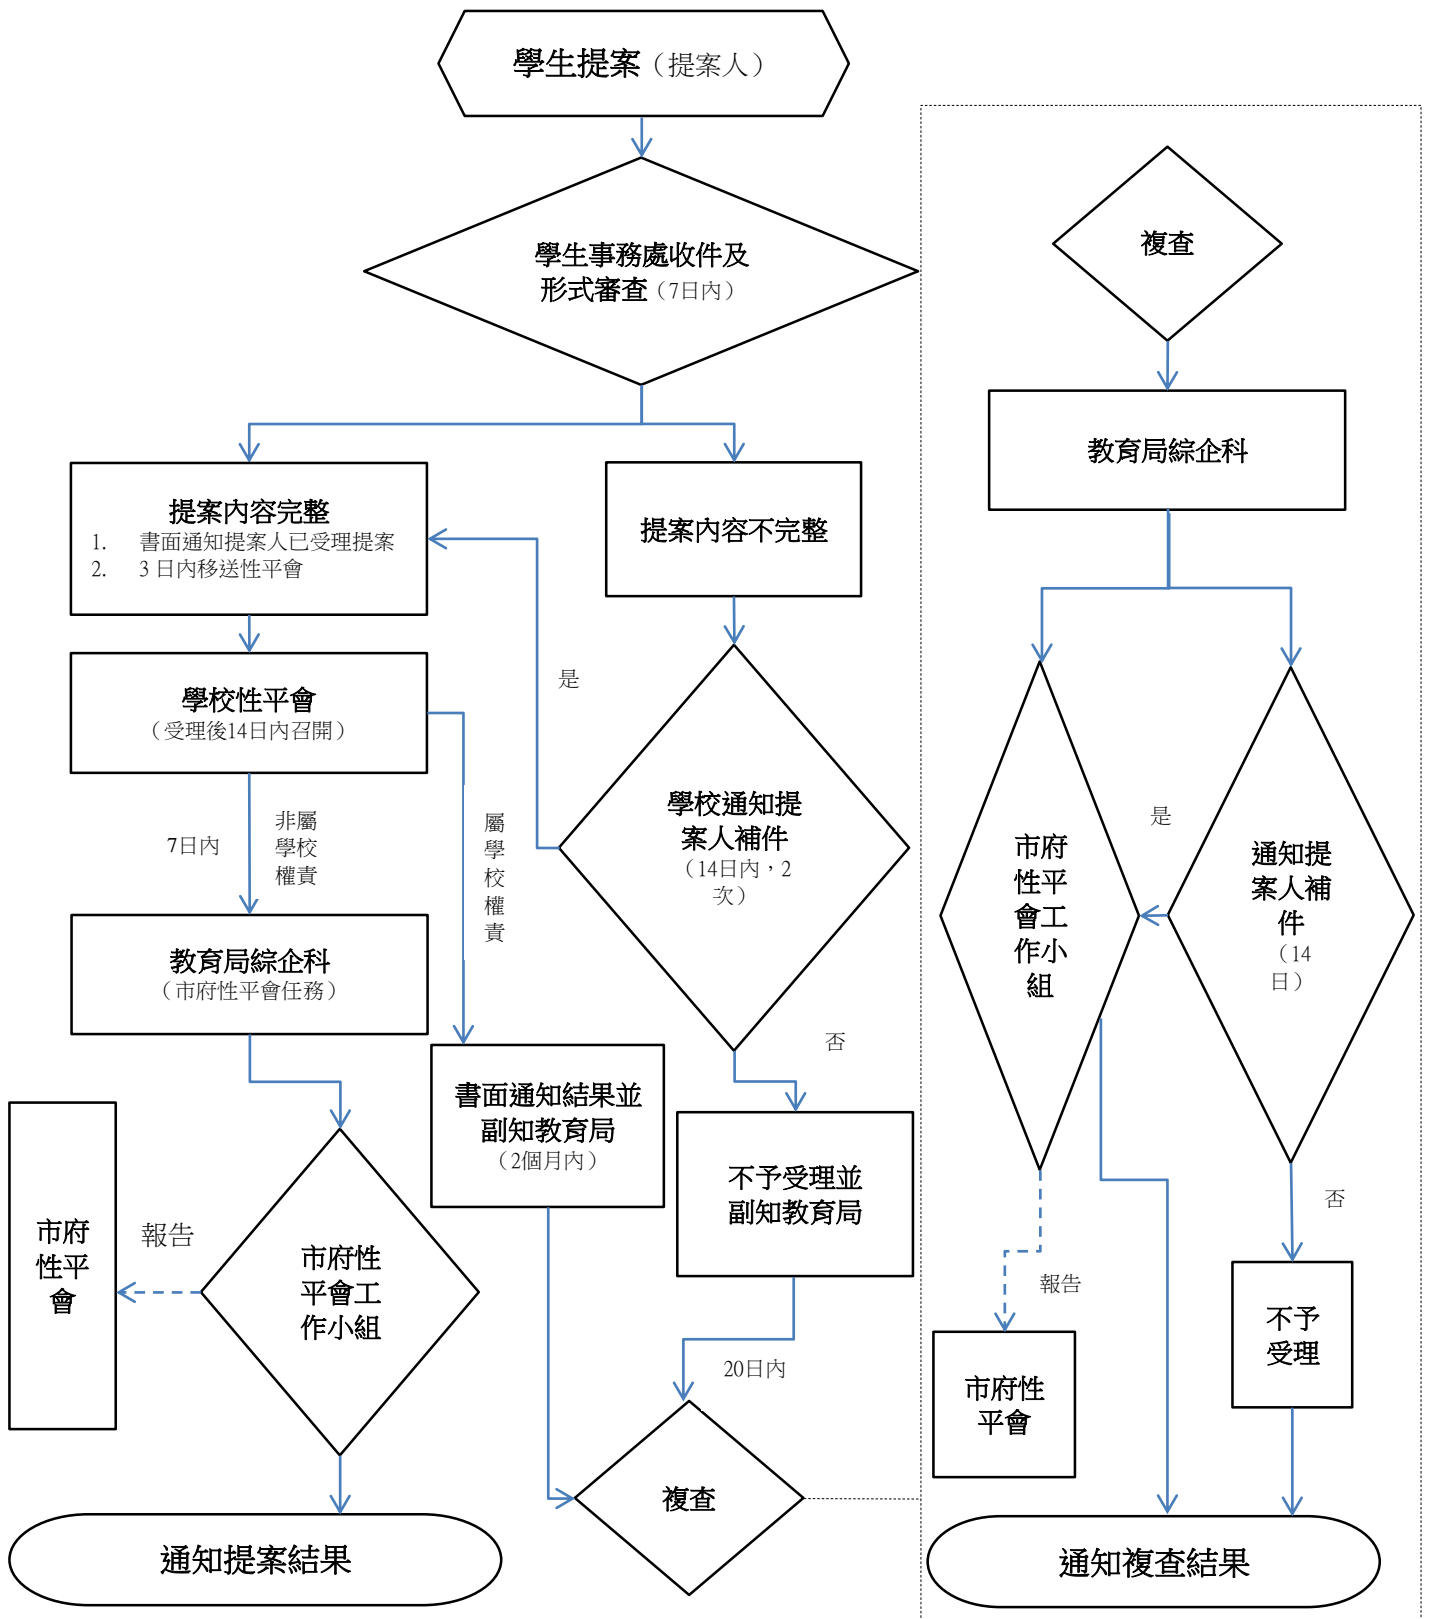 學生提案（提案人）
學生事務處收件及
形式審查（7日內）
提案內容完整
1. 書面通知提案人已受理提案
2. 3 日內移送性平會
提案內容不完整
是
學校性平會
（受理後14日內召開）
7日內
非屬
學校
權責
屬
學
校
權
責
學校通知提
案人補件
（14日內，2
次）
教育局綜企科
（市府性平會任務）
否
書面通知結果並
副知教育局
（2個月內）
不予受理並
副知教育局
市府
性平
會
報告
市府性
平會工
作小組
20日內
複查
通知提案結果
複查
教育局綜企科
市府
性平
會工
作小
組
是
通知提
案人補
件
（14
日）
否
報告
市府性
平會
不予
受理
通知複查結果